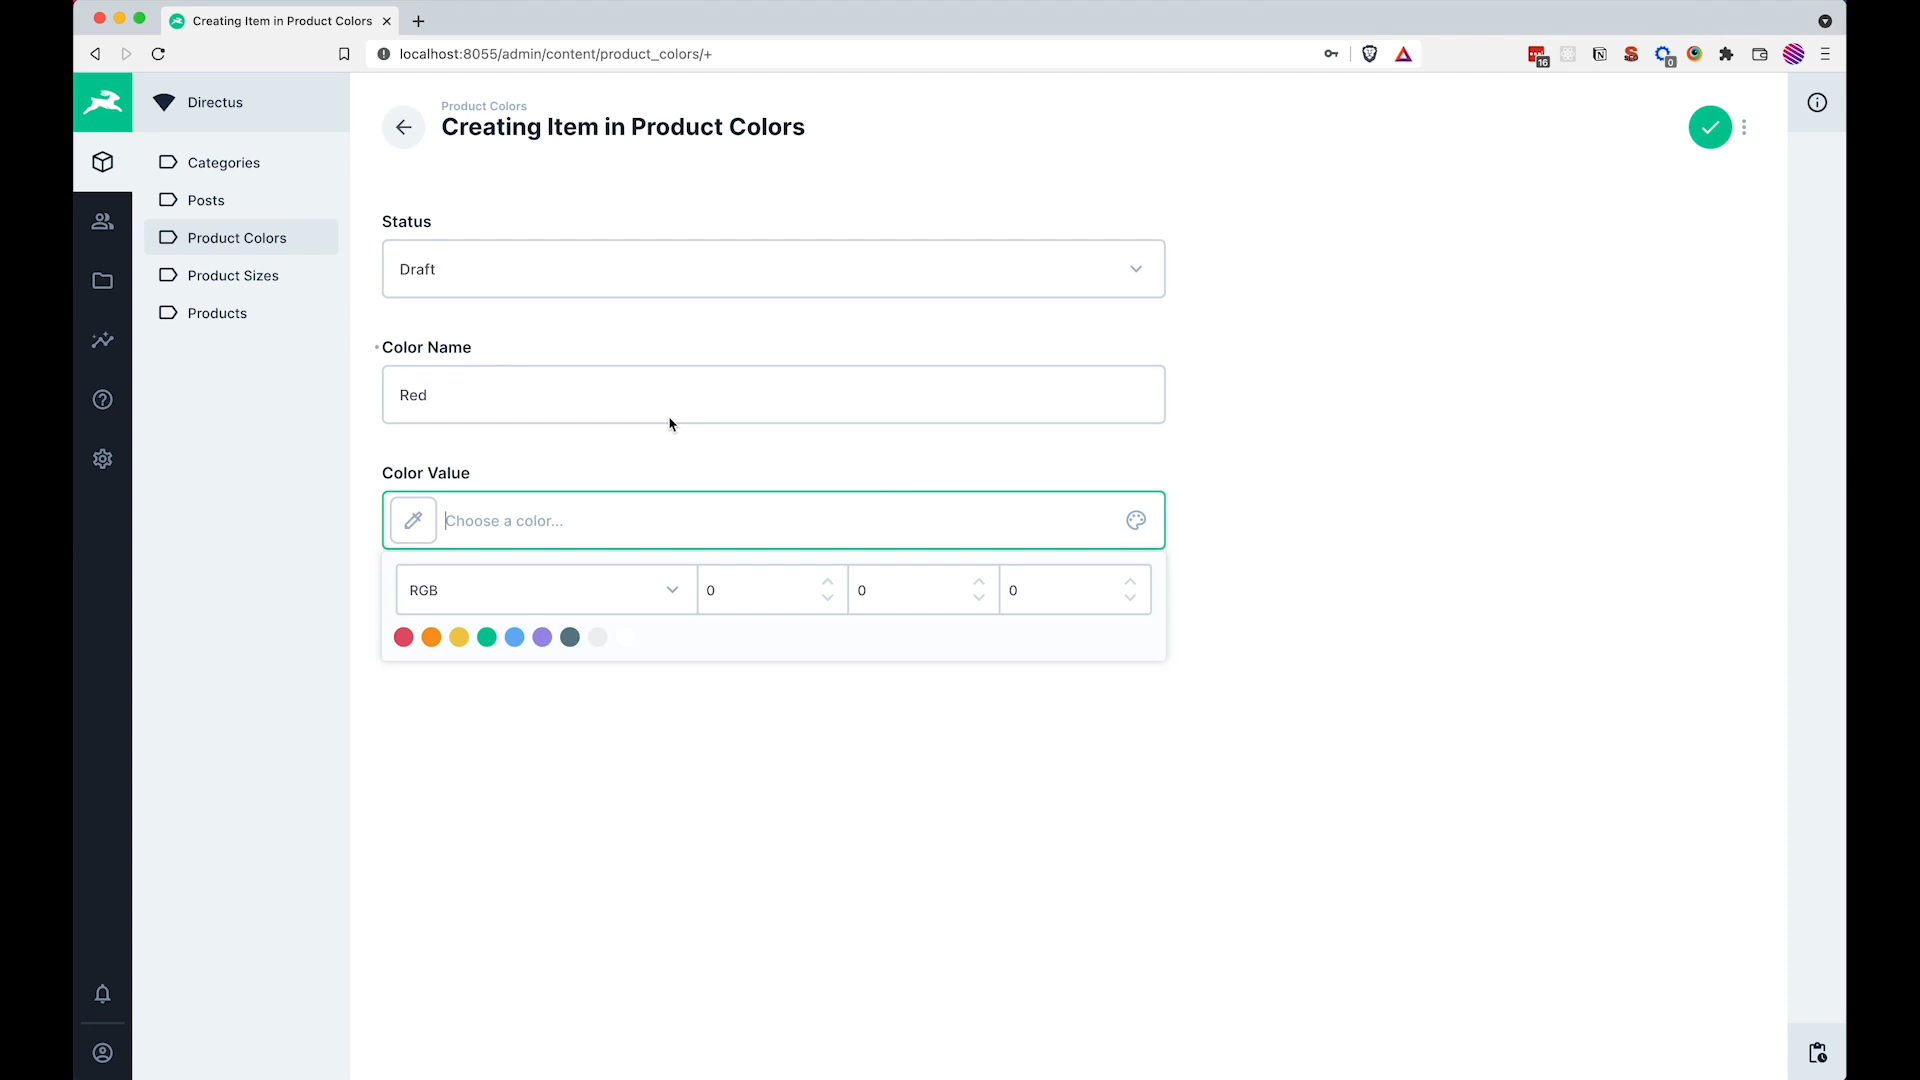 Creating Item in Product Colors
localhost:8055/admin/content/product_colors/+
16
0
Directus
Categories
Posts
Product Colors
Product Sizes
Products
Product Colors
Creating Item in Product Colors
Status
Draft
Color Name
Red
Color Value
Choose a color...
RGB
0
0
0